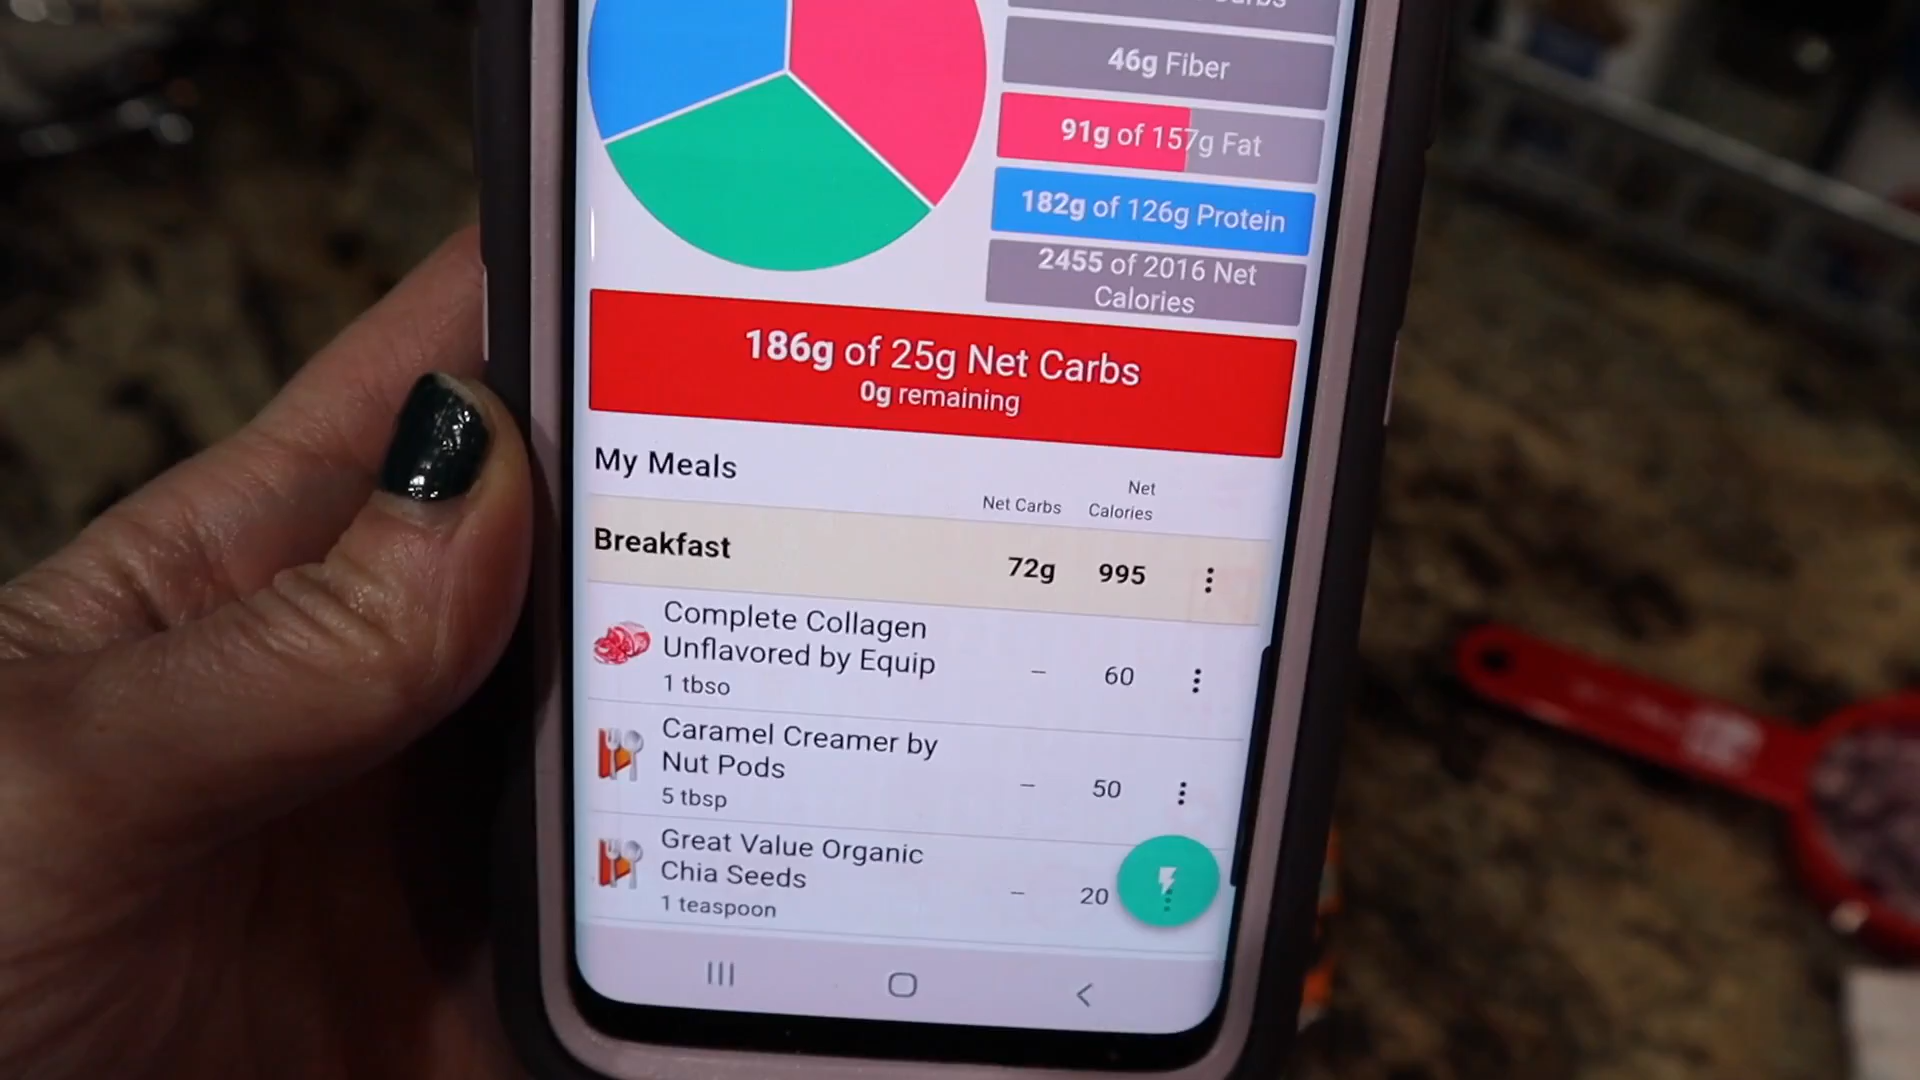 Carbs
46g Fiber
91g of 157g Fat
182g of 126g Protein
2455 of 2016 Net
Calories
186g of 25g Net Carbs
0g remaining
My Meals
Net Carbs
Net
Calories
Breakfast
72g
995
Complete Collagen
Unflavored by Equip
1 tbso
–
60
Caramel Creamer by
Nut Pods
5 tbsp
–
50
Great Value Organic
Chia Seeds
1 teaspoon
–
20